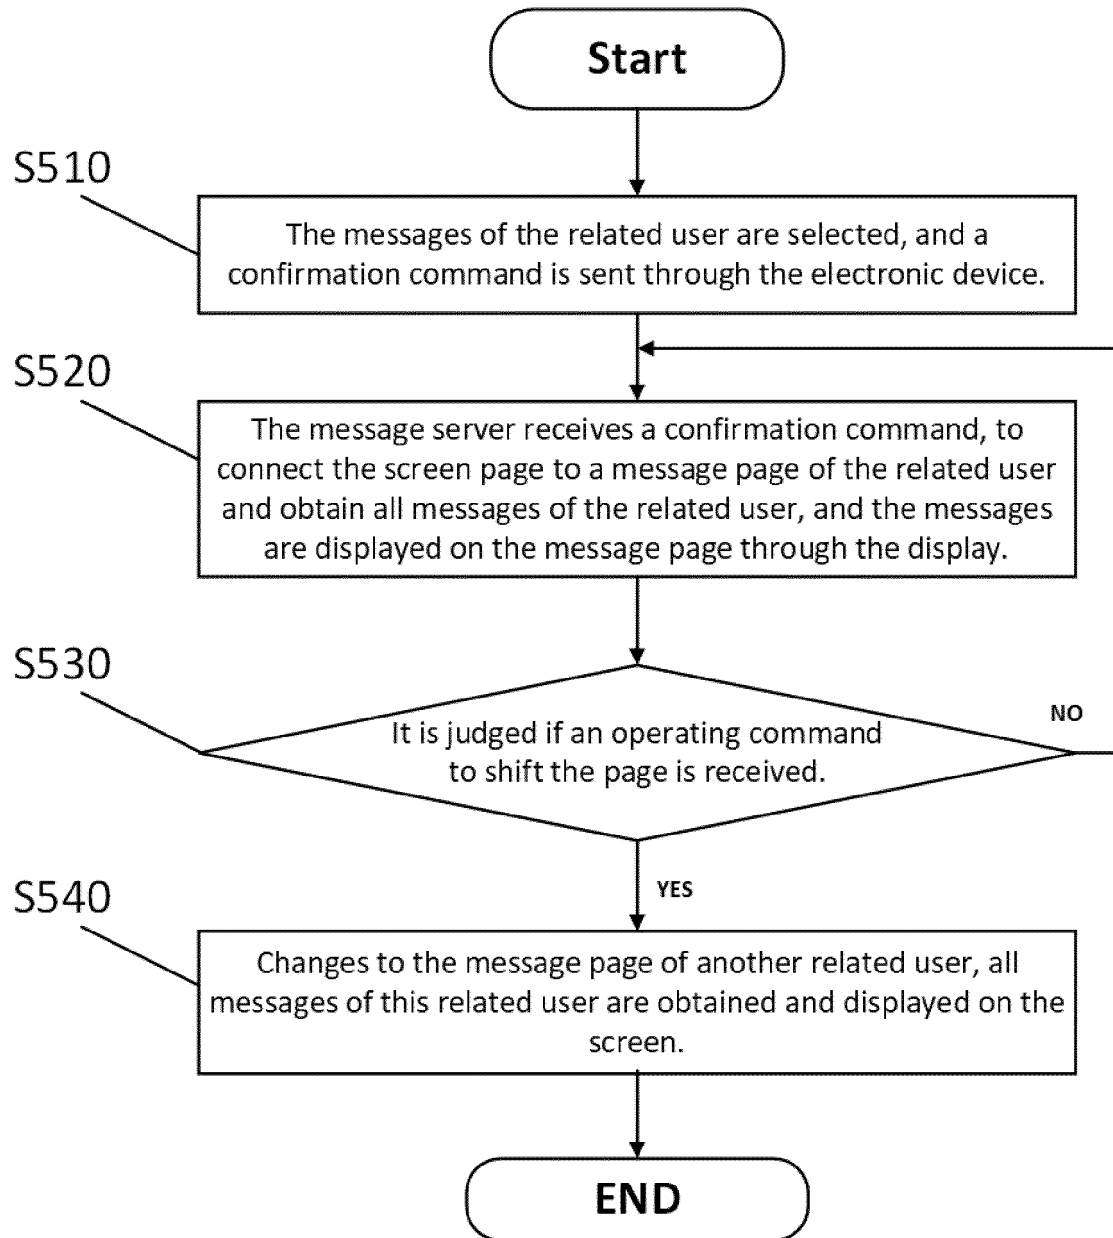 Start
S510
The messages of the related user are selected, and a
confirmation command is sent through the electronic device.
S520
The message server receives a confirmation command, to
connect the screen page to a message page of the related user
and obtain all messages of the related user, and the messages
are displayed on the message page through the display.
S530
It is judged if an operating command
to shift the page is received.
NO
YES
S540
Changes to the message page of another related user, all
messages of this related user are obtained and displayed on the
screen.
END